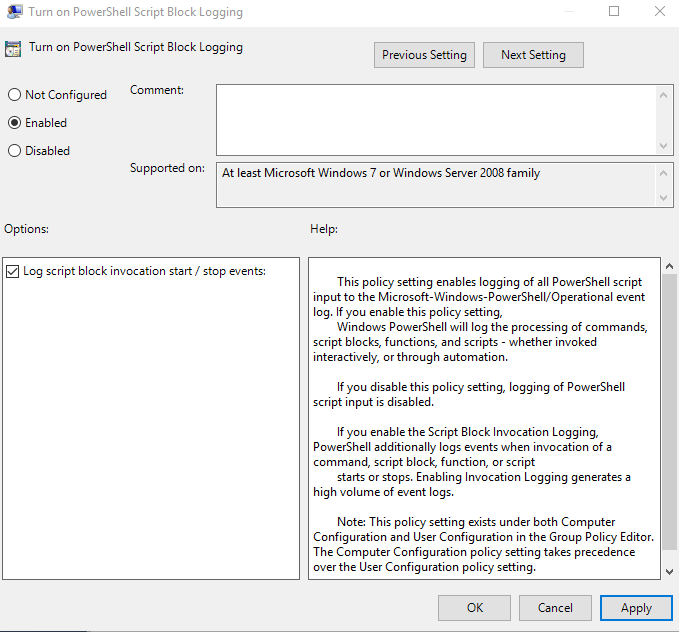 Turn on PowerShell Script Block Logging
Turn on PowerShell Script Block Logging
Previous Setting
Next Setting
Not Configured
Enabled
Disabled
Comment:
Supported on:
At least Microsoft Windows 7 or Windows Server 2008 family
Options:
Help:
Log script block invocation start / stop events:
This policy setting enables logging of all PowerShell script
input to the Microsoft-Windows-PowerShell/Operational event
log. If you enable this policy setting,
Windows PowerShell will log the processing of commands,
script blocks, functions, and scripts - whether invoked
interactively, or through automation.
If you disable this policy setting, logging of PowerShell
script input is disabled.
If you enable the Script Block Invocation Logging,
PowerShell additionally logs events when invocation of a
command, script block, function, or script
starts or stops. Enabling Invocation Logging generates a
high volume of event logs.
Note: This policy setting exists under both Computer
Configuration and User Configuration in the Group Policy Editor.
The Computer Configuration policy setting takes precedence
over the User Configuration policy setting.
OK
Cancel
Apply